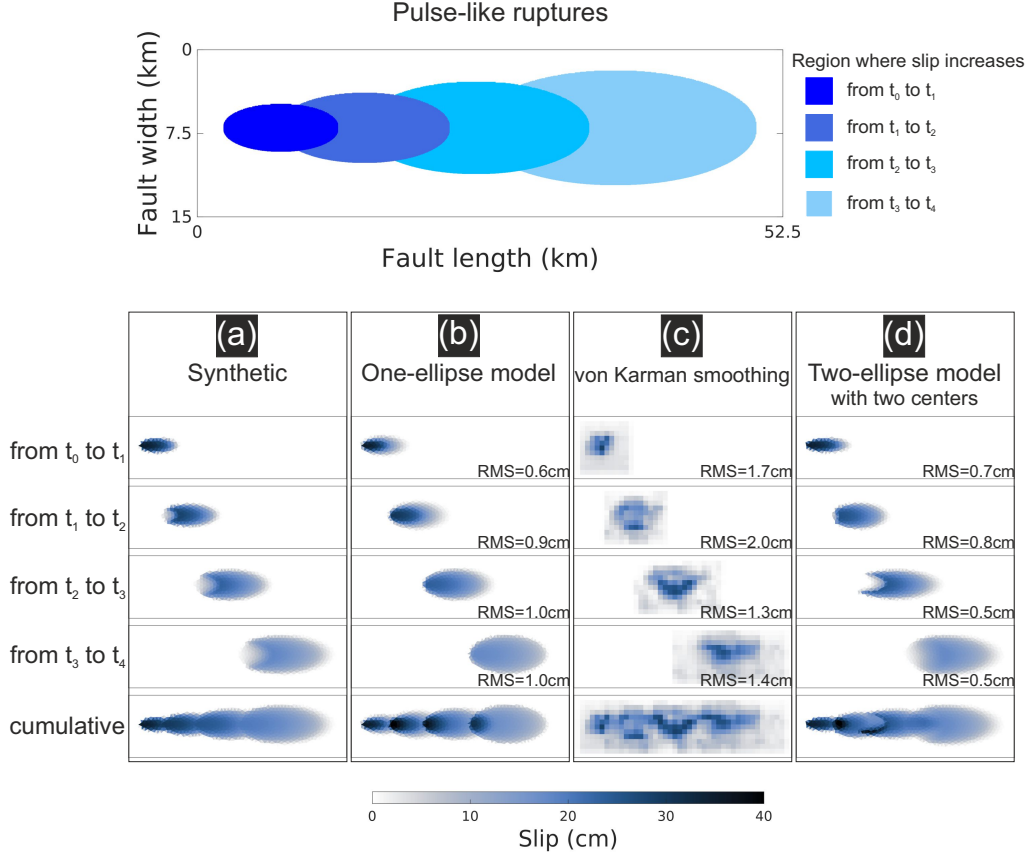 Pulse-like ruptures
0
7.5
15
Fault width (km)
0
52.5
Fault length (km)
Region where slip increases
from t₀ to t₁
from t₁ to t₂
from t₂ to t₃
from t₃ to t₄
(a)
(b)
(c)
(d)
Synthetic
One-ellipse model
von Karman smoothing
Two-ellipse model
with two centers
from t₀ to t₁
RMS=0.6cm
RMS=1.7cm
RMS=0.7cm
from t₁ to t₂
RMS=0.9cm
RMS=2.0cm
RMS=0.8cm
from t₂ to t₃
RMS=1.0cm
RMS=1.3cm
RMS=0.5cm
from t₃ to t₄
RMS=1.0cm
RMS=1.4cm
RMS=0.5cm
cumulative
0
10
20
30
40
Slip (cm)